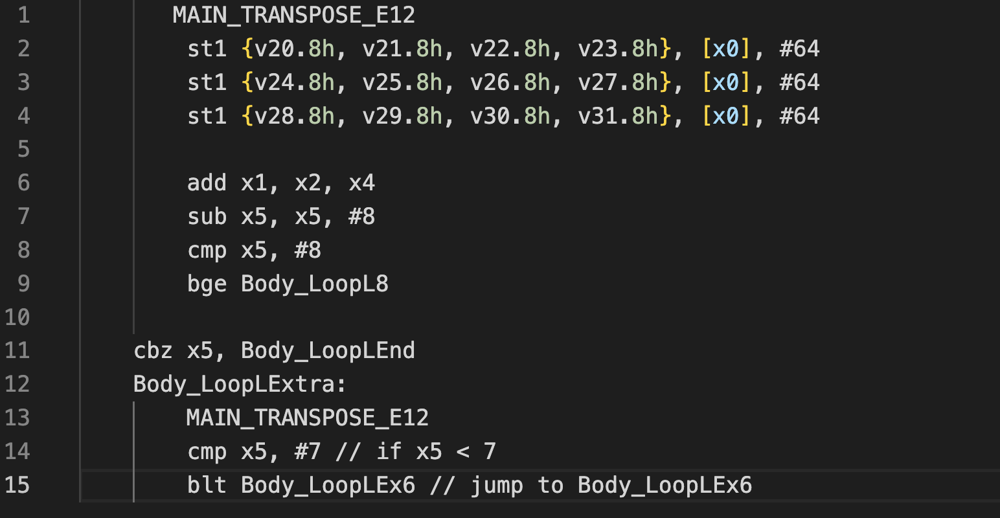 1 MAIN_TRANSPOSE_E12
2 st1 {v20.8h, v21.8h, v22.8h, v23.8h}, [x0], #64
3 st1 {v24.8h, v25.8h, v26.8h, v27.8h}, [x0], #64
4 st1 {v28.8h, v29.8h, v30.8h, v31.8h}, [x0], #64
5
6 add x1, x2, x4
7 sub x5, x5, #8
8 cmp x5, #8
9 bge Body_LoopL8
10
11 cbz x5, Body_LoopLEnd
12 Body_LoopLExtra:
13 MAIN_TRANSPOSE_E12
14 cmp x5, #7 // if x5 < 7
15 blt Body_LoopLEx6 // jump to Body_LoopLEx6